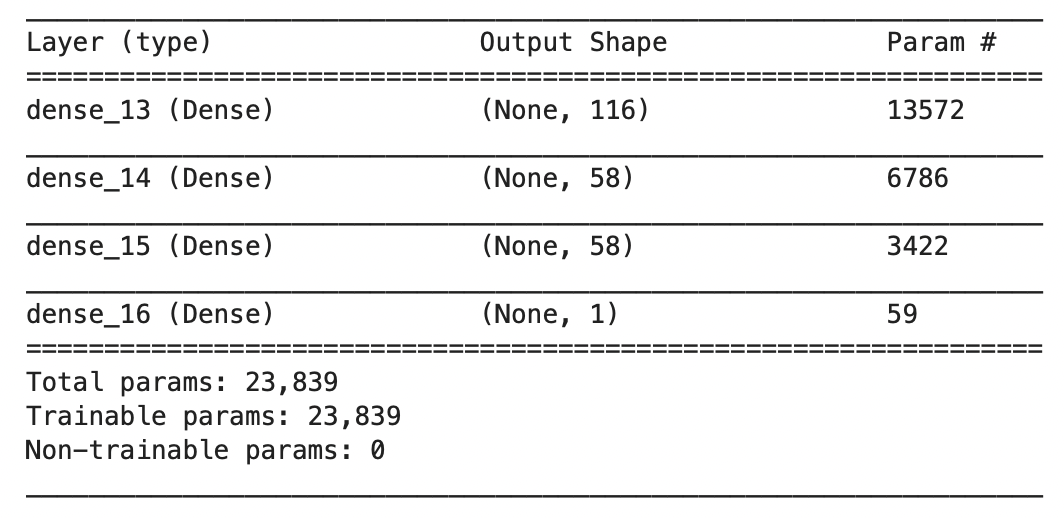 Layer (type) Output Shape Param #
dense_13 (Dense) (None, 116) 13572
dense_14 (Dense) (None, 58) 6786
dense_15 (Dense) (None, 58) 3422
dense_16 (Dense) (None, 1) 59
Total params: 23,839
Trainable params: 23,839
Non-trainable params: 0